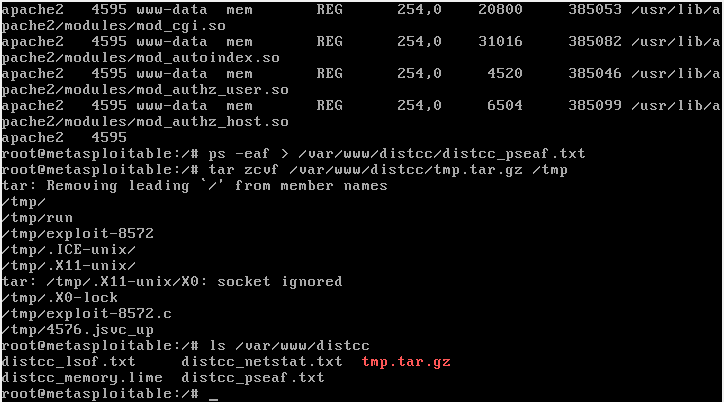 apache2   4595 www-data  mem       REG      254,0    20800     385053 /usr/lib/a
pache2/modules/mod_cgi.so
apache2   4595 www-data  mem       REG      254,0    31016     385082 /usr/lib/a
pache2/modules/mod_autoindex.so
apache2   4595 www-data  mem       REG      254,0     4520     385046 /usr/lib/a
pache2/modules/mod_authz_user.so
apache2   4595 www-data  mem       REG      254,0     6504     385099 /usr/lib/a
pache2/modules/mod_authz_host.so
apache2   4595
root@metasploitable:/# ps -eaf > /var/www/distcc/distcc_pseaf.txt
root@metasploitable:/# tar zcvf /var/www/distcc/tmp.tar.gz /tmp
tar: Removing leading `/' from member names
/tmp/
/tmp/run
/tmp/exploit-8572
/tmp/.ICE-unix/
/tmp/.X11-unix/
tar: /tmp/.X11-unix/X0: socket ignored
/tmp/.X0-lock
/tmp/exploit-8572.c
/tmp/4576.jsvc_up
root@metasploitable:/# ls /var/www/distcc
distcc_lsof.txt     distcc_netstat.txt  tmp.tar.gz
distcc_memory.lime  distcc_pseaf.txt
root@metasploitable:/# _